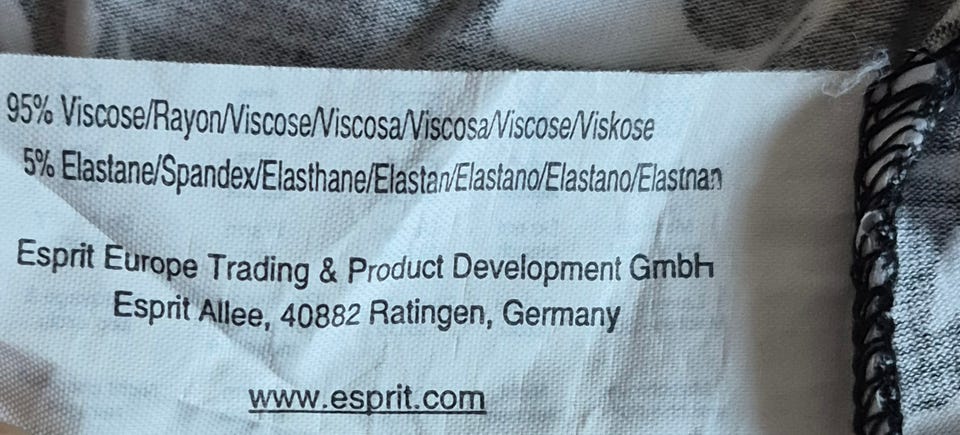 95% Viscose/Rayon/Viscose/Viscosa/Viscosa/Viscose/Viskose
5% Elastane/Spandex/Elasthane/Elastan/Elastano/Elastano/Elastnan
Esprit Europe Trading & Product Development GmbH
Esprit Allee, 40882 Ratingen, Germany
www.esprit.com